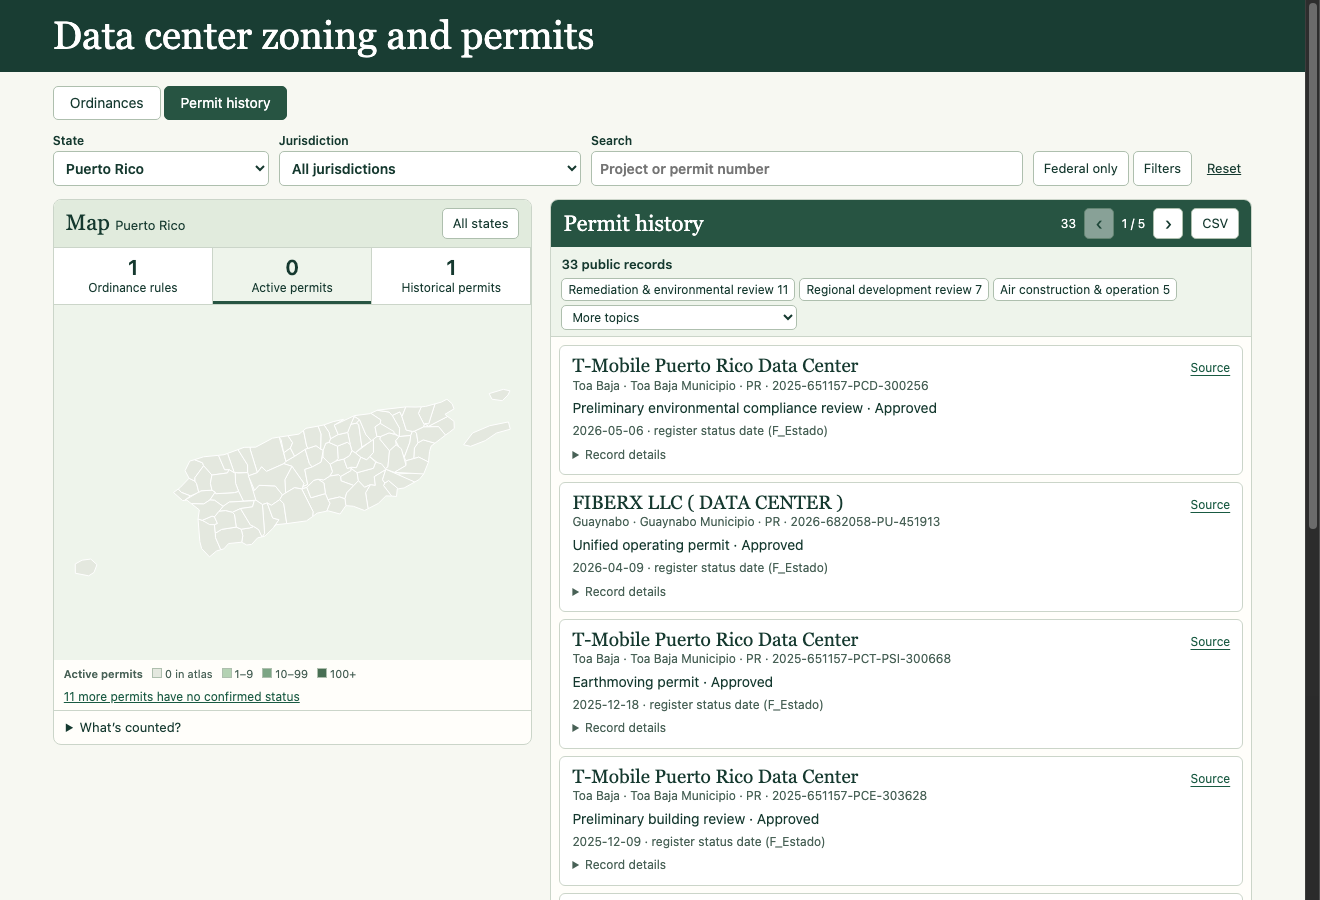 Data center zoning and permits
Ordinances
Permit history
State
Jurisdiction
Search
Puerto Rico
All jurisdictions
Project or permit number
Federal only
Filters
Reset
Map Puerto Rico
All states
1
Ordinance rules
0
Active permits
1
Historical permits
Active permits 0 in atlas 1–9 10–99 100+
11 more permits have no confirmed status
What's counted?
Permit history
33
‹
1 / 5
›
CSV
33 public records
Remediation & environmental review 11
Regional development review 7
Air construction & operation 5
More topics
T-Mobile Puerto Rico Data Center
Source
Toa Baja · Toa Baja Municipio · PR · 2025-651157-PCD-300256
Preliminary environmental compliance review · Approved
2026-05-06 · register status date (F_Estado)
Record details
FIBERX LLC ( DATA CENTER )
Source
Guaynabo · Guaynabo Municipio · PR · 2026-682058-PU-451913
Unified operating permit · Approved
2026-04-09 · register status date (F_Estado)
Record details
T-Mobile Puerto Rico Data Center
Source
Toa Baja · Toa Baja Municipio · PR · 2025-651157-PCT-PSI-300668
Earthmoving permit · Approved
2025-12-18 · register status date (F_Estado)
Record details
T-Mobile Puerto Rico Data Center
Source
Toa Baja · Toa Baja Municipio · PR · 2025-651157-PCE-303628
Preliminary building review · Approved
2025-12-09 · register status date (F_Estado)
Record details